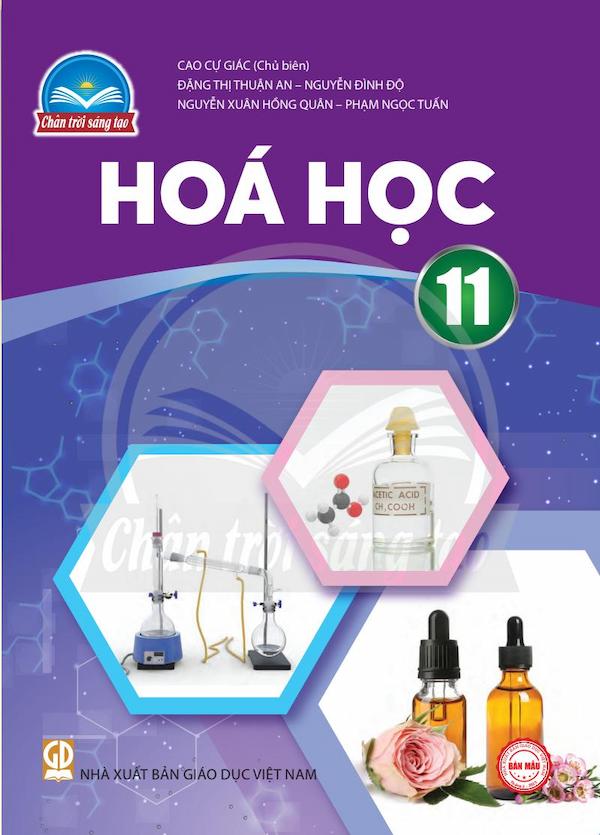 CAO CỰ GIÁC (Chủ biên)
ĐẶNG THỊ THUẬN AN – NGUYỄN ĐÌNH ĐỘ
NGUYỄN XUÂN HỒNG QUÂN – PHẠM NGỌC TUẤN
Chân trời sáng tạo
HOÁ HỌC
11
ACETIC ACID
CH₃COOH
Chân trời sáng tạo
BẢN MẪU
NHÀ XUẤT BẢN GIÁO DỤC VIỆT NAM